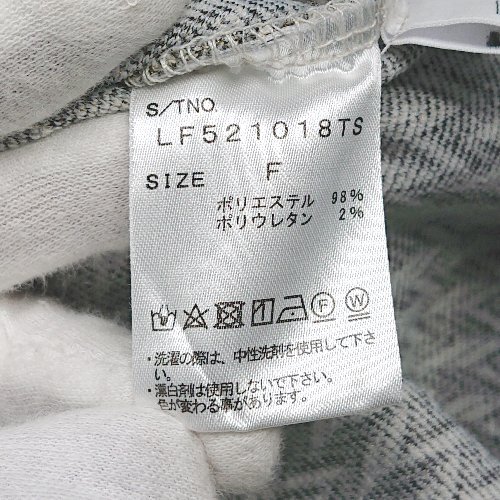 S/TNO.
LF521018TS
SIZE F
ポリエステル 98%
ポリウレタン 2%
F W
・洗濯の際は、中性洗剤を使用して下さ
い。
・漂白剤は使用しないで下さい。
色が変わる事があります。